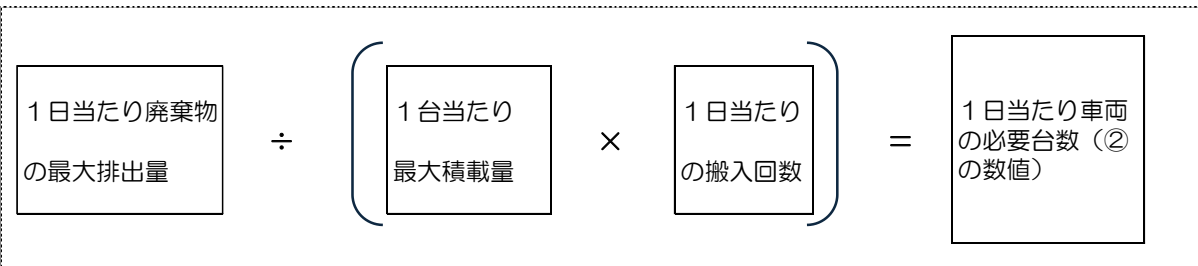 １日当たり廃棄物
の最大排出量
÷
１台当たり
最大積載量
×
１日当たり
の搬入回数
＝
１日当たり車両
の必要台数（②
の数値）